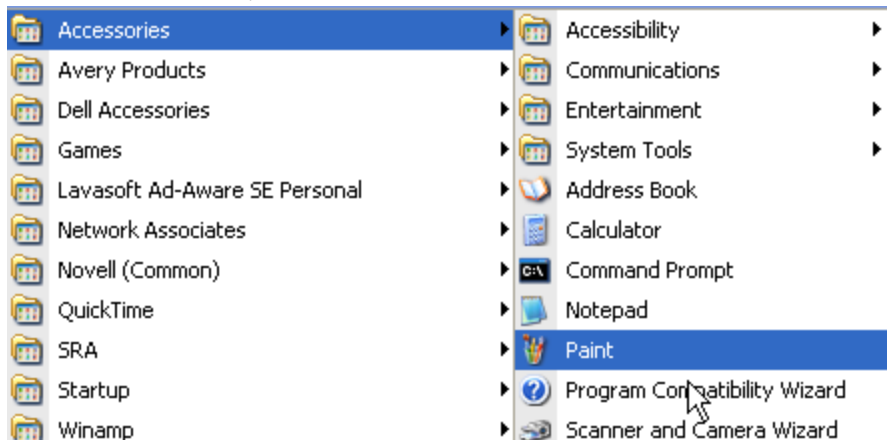 Accessories
Avery Products
Dell Accessories
Games
Lavasoft Ad-Aware SE Personal
Network Associates
Novell (Common)
QuickTime
SRA
Startup
Winamp
Accessibility
Communications
Entertainment
System Tools
Address Book
Calculator
C:\ Command Prompt
Notepad
Paint
Program Compatibility Wizard
Scanner and Camera Wizard